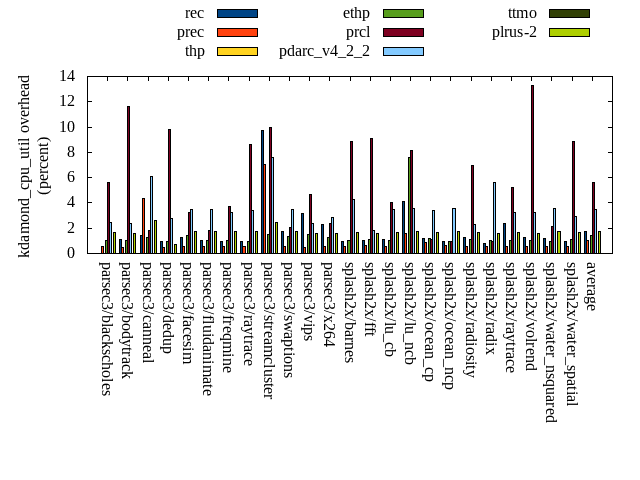 rec
prec
thp
ethp
prcl
pdarc_v4_2_2
ttmo
plrus-2
kdamond_cpu_util overhead
(percent)
14
12
10
8
6
4
2
0
parsec3/blackscholes
parsec3/bodytrack
parsec3/canneal
parsec3/dedup
parsec3/facesim
parsec3/fluidanimate
parsec3/freqmine
parsec3/raytrace
parsec3/streamcluster
parsec3/swaptions
parsec3/vips
parsec3/x264
splash2x/barnes
splash2x/fft
splash2x/lu_cb
splash2x/lu_ncb
splash2x/ocean_cp
splash2x/ocean_ncp
splash2x/radiosity
splash2x/radix
splash2x/raytrace
splash2x/volrend
splash2x/water_nsquared
splash2x/water_spatial
average